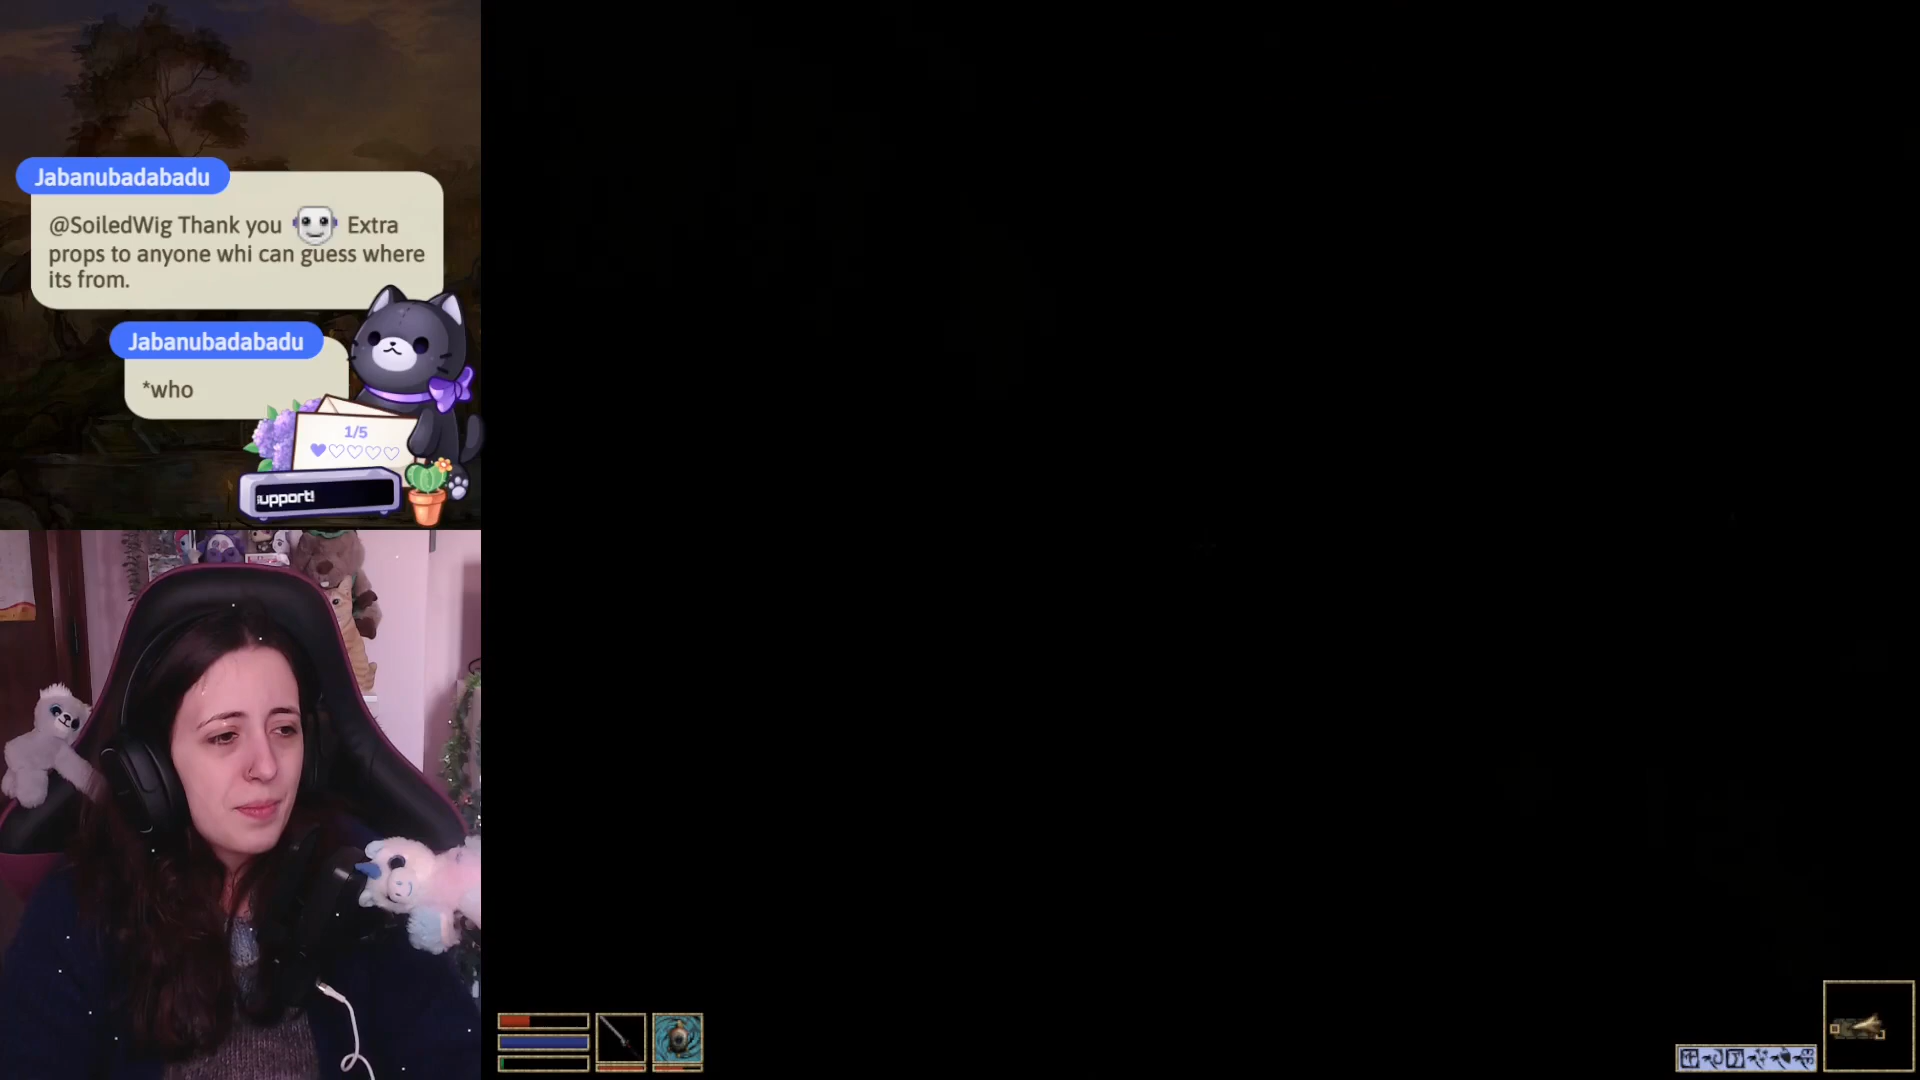 Jabanubadabadu
@SoiledWig Thank you Extra
props to anyone whi can guess where
its from.
Jabanubadabadu
*who
1/5
upport!